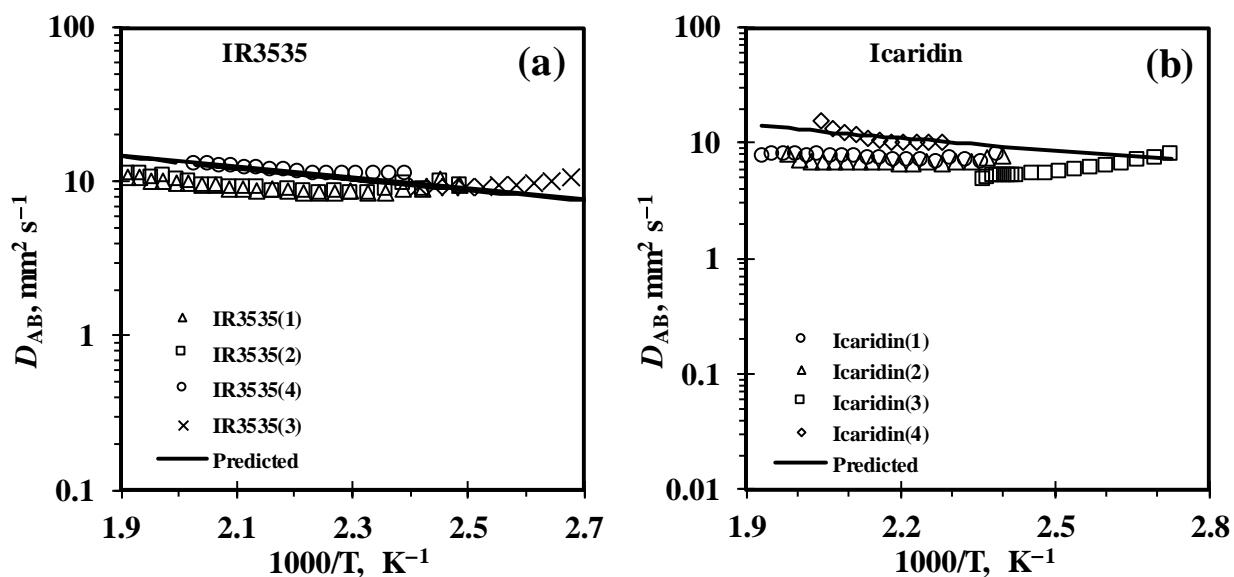 IR3535
(a)
100
10
1
0.1
D_AB, mm² s⁻¹
IR3535(1)
IR3535(2)
IR3535(4)
IR3535(3)
Predicted
1.9 2.1 2.3 2.5 2.7
1000/T, K⁻¹
Icaridin
(b)
100
10
1
0.1
0.01
D_AB, mm² s⁻¹
Icaridin(1)
Icaridin(2)
Icaridin(3)
Icaridin(4)
Predicted
1.9 2.2 2.5 2.8
1000/T, K⁻¹